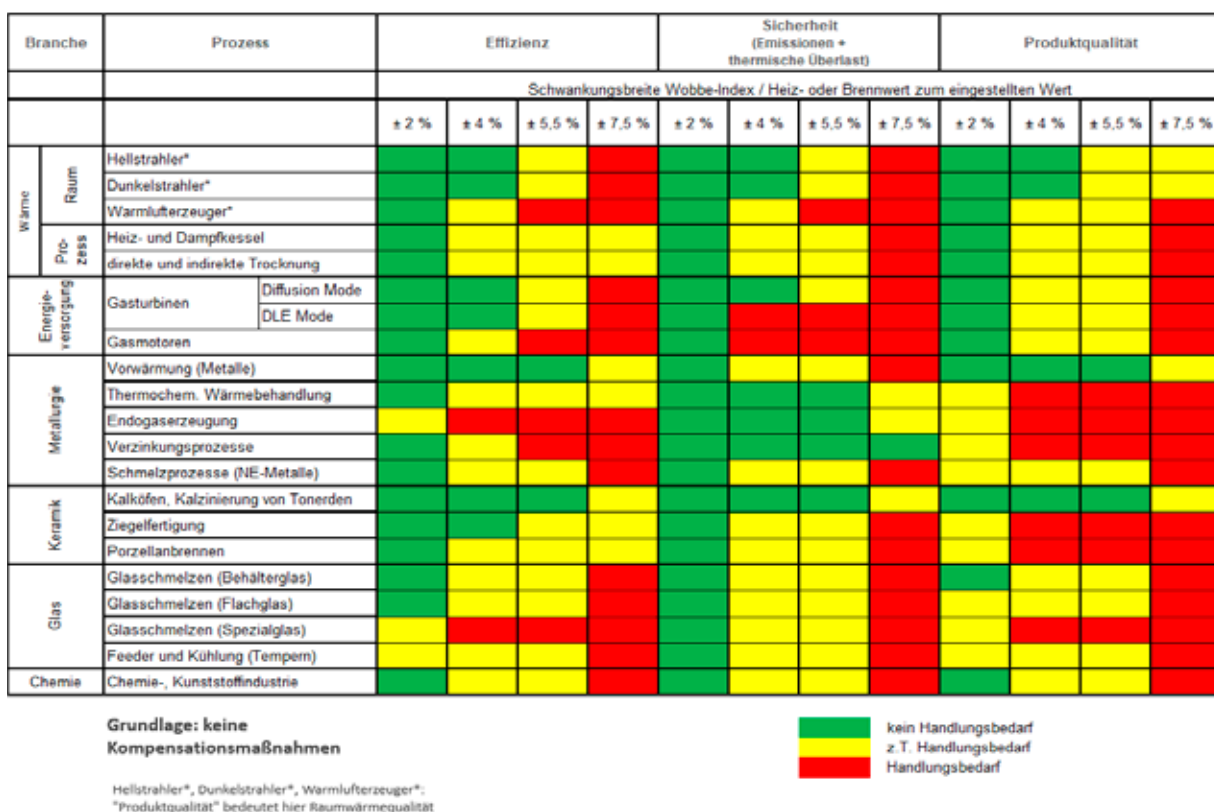 Branche Prozess Effizienz Sicherheit (Emissionen + thermische Überlast) Produktqualität
Schwankungsbreite Wobbe-Index / Heiz- oder Brennwert zum eingestellten Wert
± 2 % ± 4 % ± 5,5 % ± 7,5 % ± 2 % ± 4 % ± 5,5 % ± 7,5 % ± 2 % ± 4 % ± 5,5 % ± 7,5 %
Wärme
Raum
Hellstrahler*
Dunkelstrahler*
Warmlufterzeuger*
Pro-
zess
Heiz- und Dampfkessel
direkte und indirekte Trocknung
Energie-
versorgung
Gasturbinen
Diffusion Mode
DLE Mode
Gasmotoren
Metallurgie
Vorwärmung (Metalle)
Thermochem. Wärmebehandlung
Endogaserzeugung
Verzinkungsprozesse
Schmelzprozesse (NE-Metalle)
Keramik
Kalköfen, Kalzinierung von Tonerden
Ziegelfertigung
Porzellanbrennen
Glas
Glasschmelzen (Behälterglas)
Glasschmelzen (Flachglas)
Glasschmelzen (Spezialglas)
Feeder und Kühlung (Tempern)
Chemie Chemie-, Kunststoffindustrie
Grundlage: keine
Kompensationsmaßnahmen
kein Handlungsbedarf
z.T. Handlungsbedarf
Handlungsbedarf
Hellstrahler*, Dunkelstrahler*, Warmlufterzeuger*:
"Produktqualität" bedeutet hier Raumwärmequalität